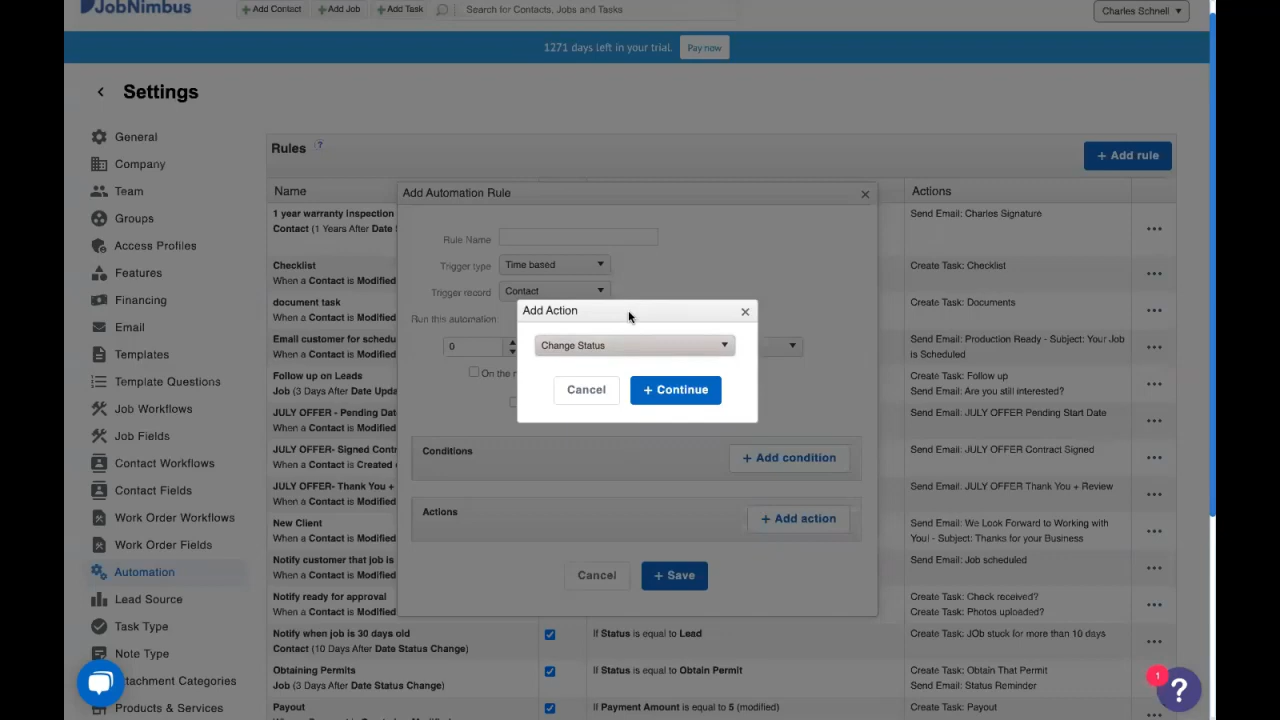 JobNimbus
+ Add Contact
+ Add Job
+ Add Task
Search for Contacts, Jobs and Tasks
Charles Schnell
1271 days left in your trial.
Pay now
Settings
General
Company
Team
Groups
Access Profiles
Features
Financing
Email
Templates
Template Questions
Job Workflows
Job Fields
Contact Workflows
Contact Fields
Work Order Workflows
Work Order Fields
Automation
Lead Source
Task Type
Note Type
ttachment Categories
Products & Services
Rules ?
+ Add rule
Name
Actions
1 year warranty Inspection
Contact (1 Years After Date
Send Email: Charles Signature
Checklist
When a Contact is Modified
Create Task: Checklist
document task
When a Contact is Modified
Create Task: Documents
Email customer for schedu
When a Contact is Modified
Send Email: Production Ready - Subject: Your Job
is Scheduled
Follow up on Leads
Job (3 Days After Date Upda
Create Task: Follow up
Send Email: Are you still interested?
JULY OFFER - Pending Dat
When a Contact is Modified
Send Email: JULY OFFER Pending Start Date
JULY OFFER- Signed Contr
When a Contact is Created
Send Email: JULY OFFER Contract Signed
JULY OFFER- Thank You +
When a Contact is Modified
Send Email: JULY OFFER Thank You + Review
New Client
When a Contact is Modified
Send Email: We Look Forward to Working with
You! - Subject: Thanks for your Business
Notify customer that job is
When a Contact is Modified
Send Email: Job scheduled
Notify ready for approval
When a Contact is Modified
Create Task: Check received?
Create Task: Photos uploaded?
Notify when job is 30 days old
Contact (10 Days After Date Status Change)
If Status is equal to Lead
Create Task: JOb stuck for more than 10 days
Obtaining Permits
Job (3 Days After Date Status Change)
If Status is equal to Obtain Permit
Create Task: Obtain That Permit
Send Email: Status Reminder
Payout
If Payment Amount is equal to 5 (modified)
Create Task: Payout
Add Automation Rule
Rule Name
Trigger type
Time based
Trigger record
Contact
Run this automation
0
On the
Conditions
+ Add condition
Actions
+ Add action
Cancel
+ Save
Add Action
Change Status
Cancel
+ Continue
1
?